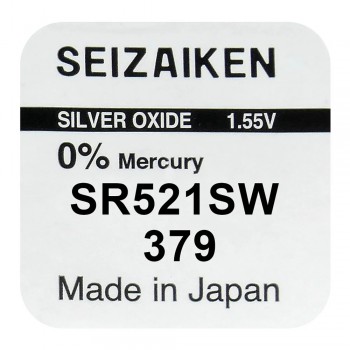 SEIZAIKEN
SILVER OXIDE 1.55V
0% Mercury
SR521SW
379
Made in Japan